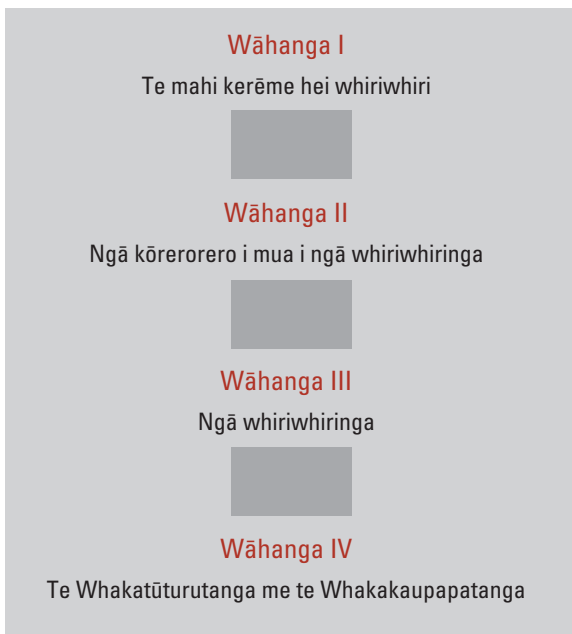 Wāhanga I
Te mahi kerēme hei whiriwhiri
Wāhanga II
Ngā kōrerorero i mua i ngā whiriwhiringa
Wāhanga III
Ngā whiriwhiringa
Wāhanga IV
Te Whakatūturutanga me te Whakakaupapatanga